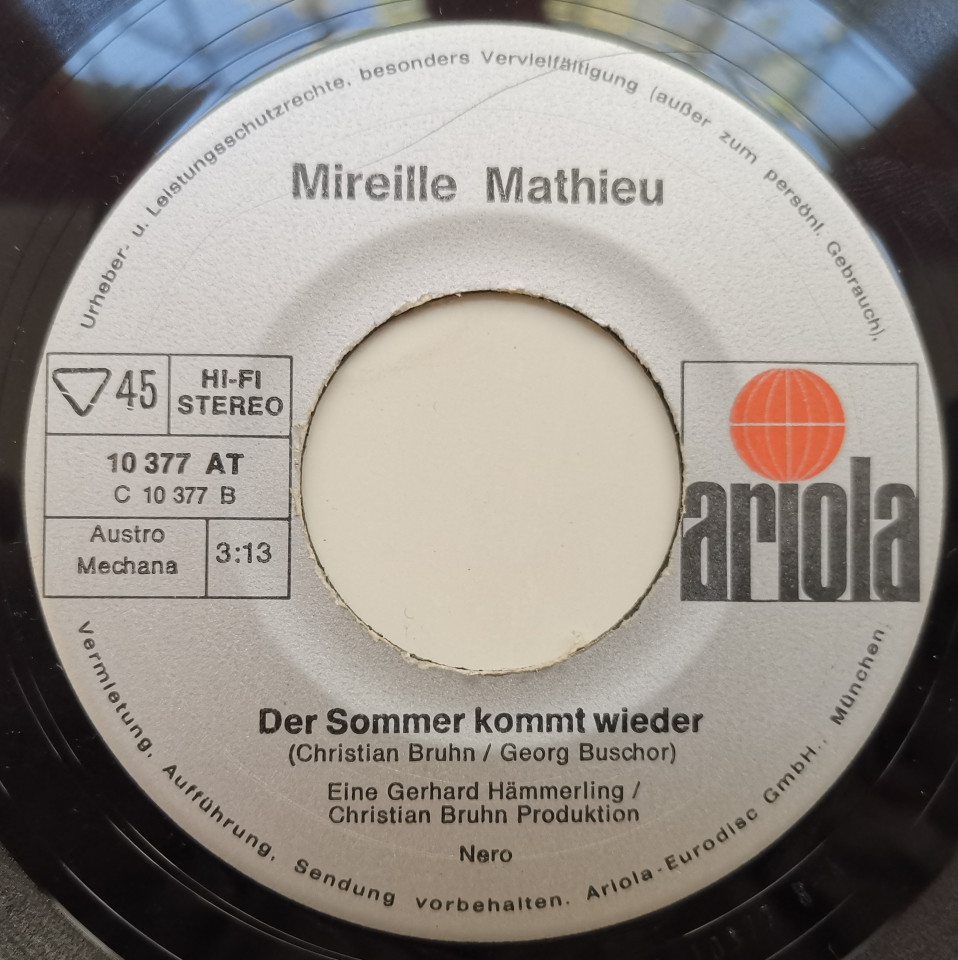 Urheber- u. Leistungsschutzrechte, besonders Vervielfältigung (außer zum persönl. Gebrauch),
Mireille Mathieu
45
HI-FI
STEREO
10 377 AT
C 10 377 B
Austro
Mechana
3:13
ariola
Der Sommer kommt wieder
(Christian Bruhn / Georg Buschor)
Eine Gerhard Hämmerling /
Christian Bruhn Produktion
Nero
Vermietung, Aufführung, Sendung vorbehalten. Ariola-Eurodisc GmbH., München,